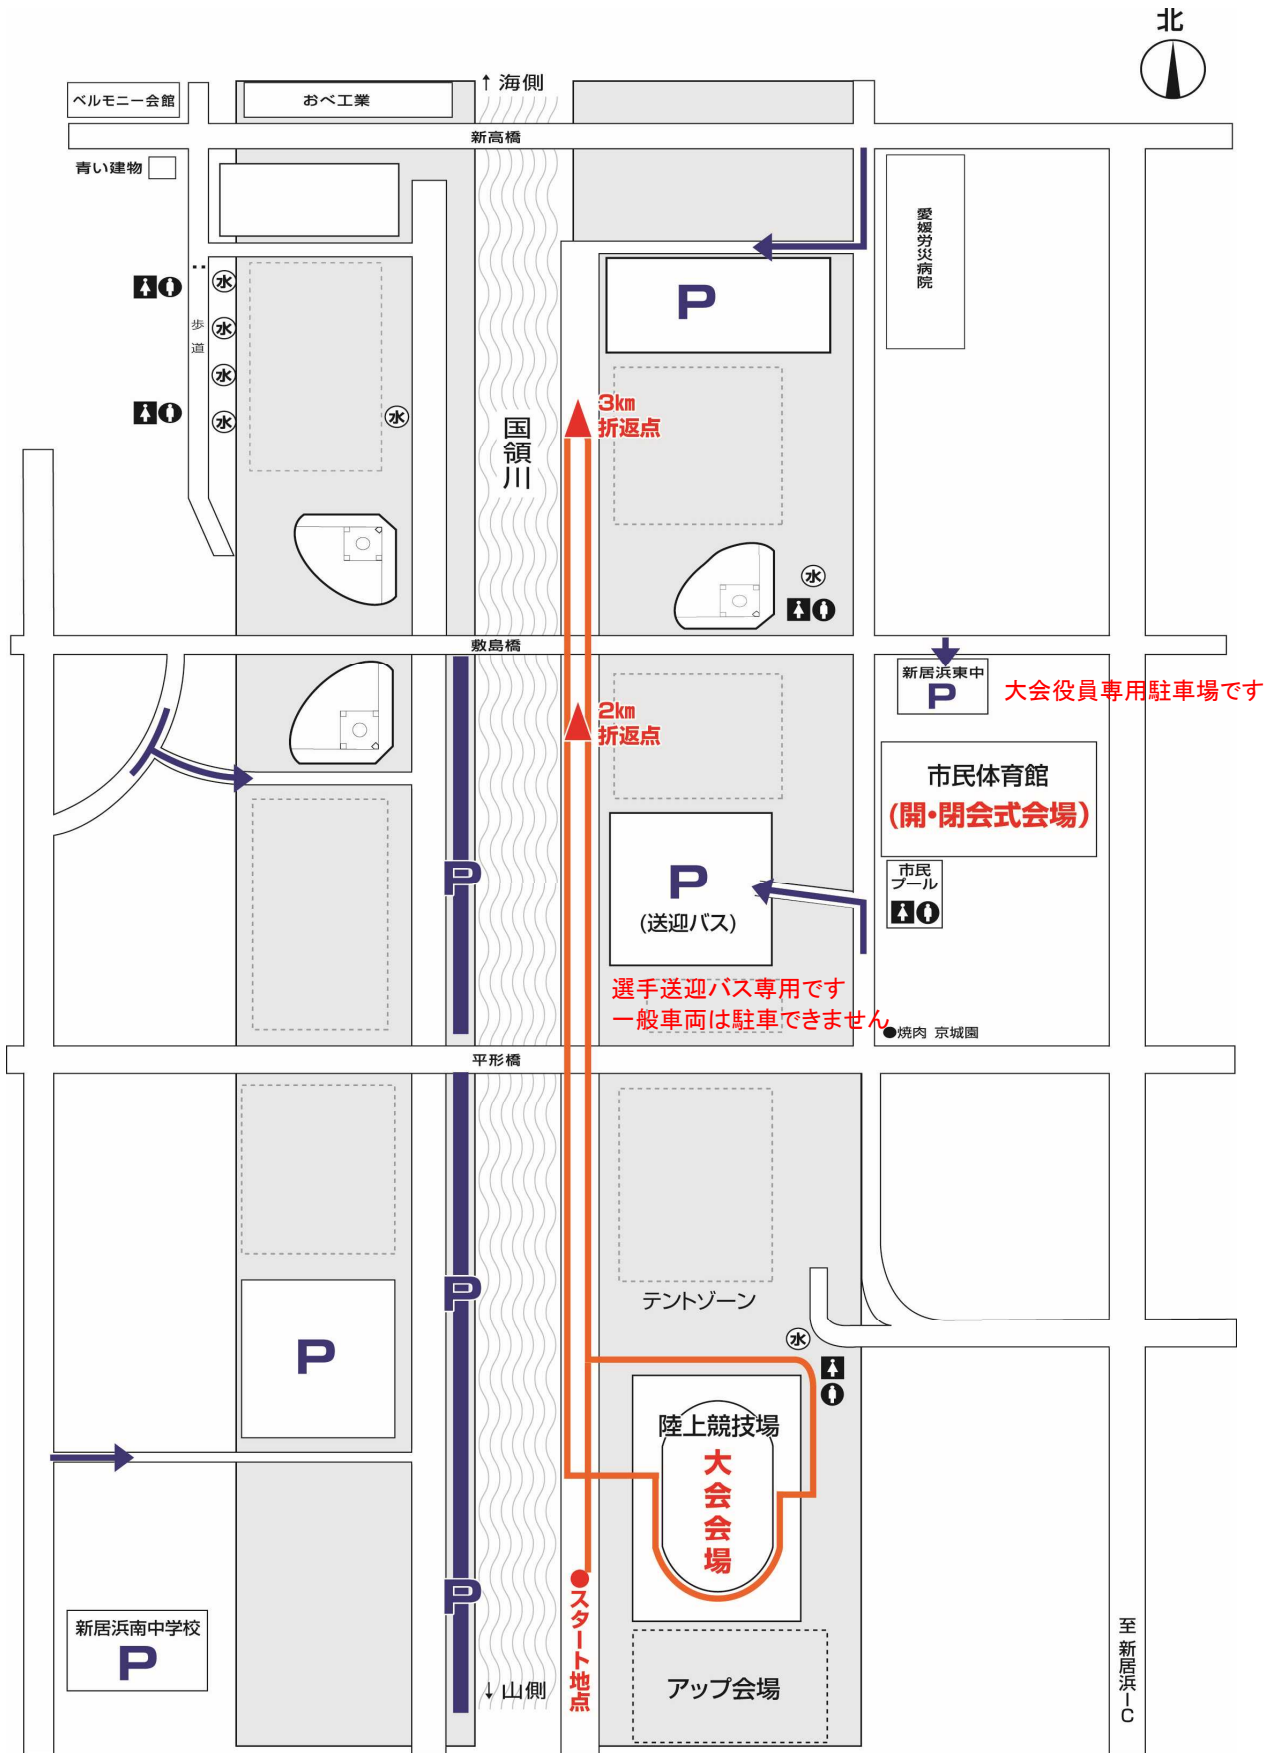 北
↑海側
ベルモニー会館
おべ工業
新高橋
青い建物
愛媛労災病院
P
水
歩道
水
水
水
水
国領川
3km
折返点
水
敷島橋
新居浜東中
P
大会役員専用駐車場です
2km
折返点
市民体育館
(開・閉会式会場)
P
P
(送迎バス)
市民
プール
選手送迎バス専用です
一般車両は駐車できません
●焼肉 京城園
平形橋
P
テントゾーン
水
P
陸上競技場
大会会場
P
●スタート地点
新居浜南中学校
P
↓山側
アップ会場
至 新居浜IC